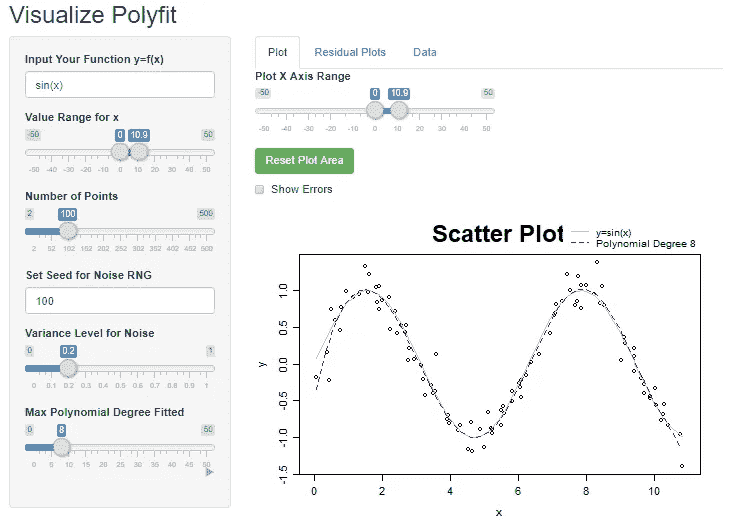 Visualize Polyfit
Input Your Function y=f(x)
sin(x)
Value Range for x
-50 0 10.9 50
-50 -40 -30 -20 -10 0 10 20 30 40 50
Number of Points
2 100 500
2 52 102 152 202 252 302 352 402 452 500
Set Seed for Noise RNG
100
Variance Level for Noise
0 0.2 1
0 0.1 0.2 0.3 0.4 0.5 0.6 0.7 0.8 0.9 1
Max Polynomial Degree Fitted
0 8 50
0 5 10 15 20 25 30 35 40 45 50
Plot Residual Plots Data
Plot X Axis Range
-50 0 10.9 50
-50 -40 -30 -20 -10 0 10 20 30 40 50
Reset Plot Area
Show Errors
Scatter Plot
y=sin(x)
Polynomial Degree 8
y
1.0
0.5
0.0
-0.5
-1.0
-1.5
0 2 4 6 8 10
x